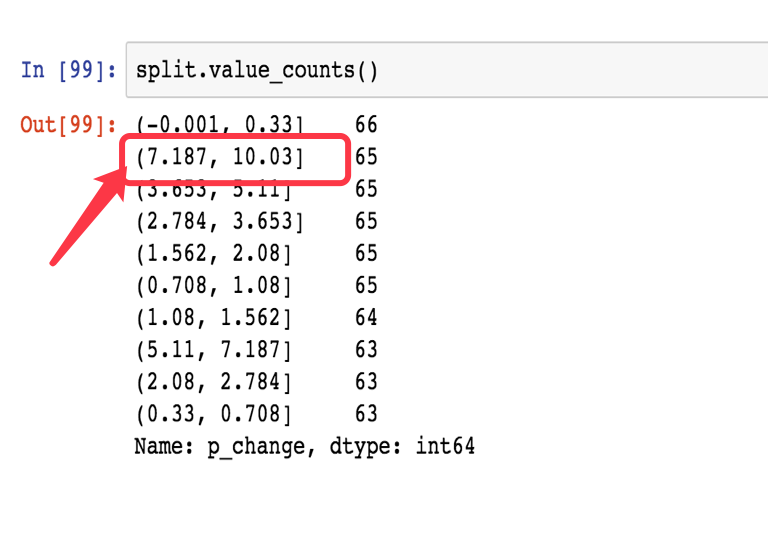 In [99]: split.value_counts()
Out[99]: (-0.001, 0.33] 66
(7.187, 10.03] 65
(3.653, 5.11] 65
(2.784, 3.653] 65
(1.562, 2.08] 65
(0.708, 1.08] 65
(1.08, 1.562] 64
(5.11, 7.187] 63
(2.08, 2.784] 63
(0.33, 0.708] 63
Name: p_change, dtype: int64